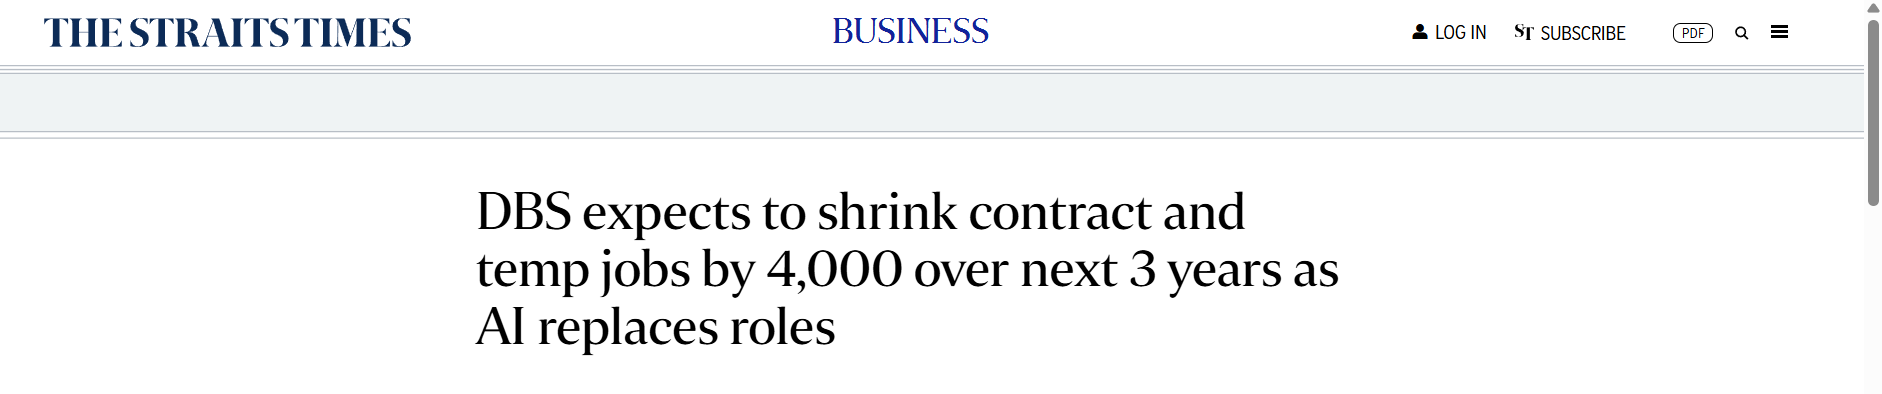 THE STRAITS TIMES
BUSINESS
LOG IN
ST SUBSCRIBE
PDF
DBS expects to shrink contract and
temp jobs by 4,000 over next 3 years as
AI replaces roles